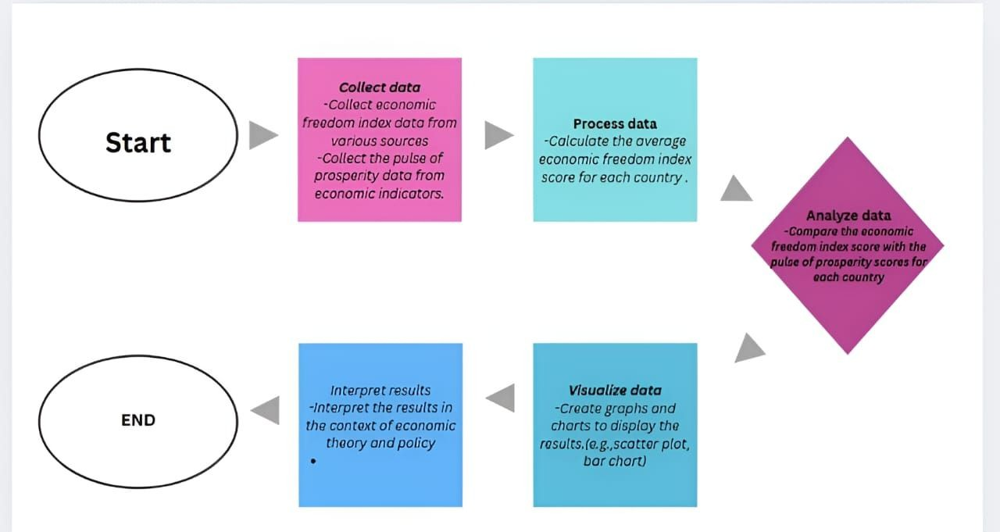 Start
Collect data
-Collect economic
freedom index data from
various sources
-Collect the pulse of
prosperity data from
economic indicators.
Process data
-Calculate the average
economic freedom index
score for each country .
Analyze data
-Compare the economic
freedom index score with the
pulse of prosperity scores for
each country
Visualize data
-Create graphs and
charts to display the
results.(e.g.,scatter plot,
bar chart)
Interpret results
-Interpret the results in
the context of economic
theory and policy
•
END